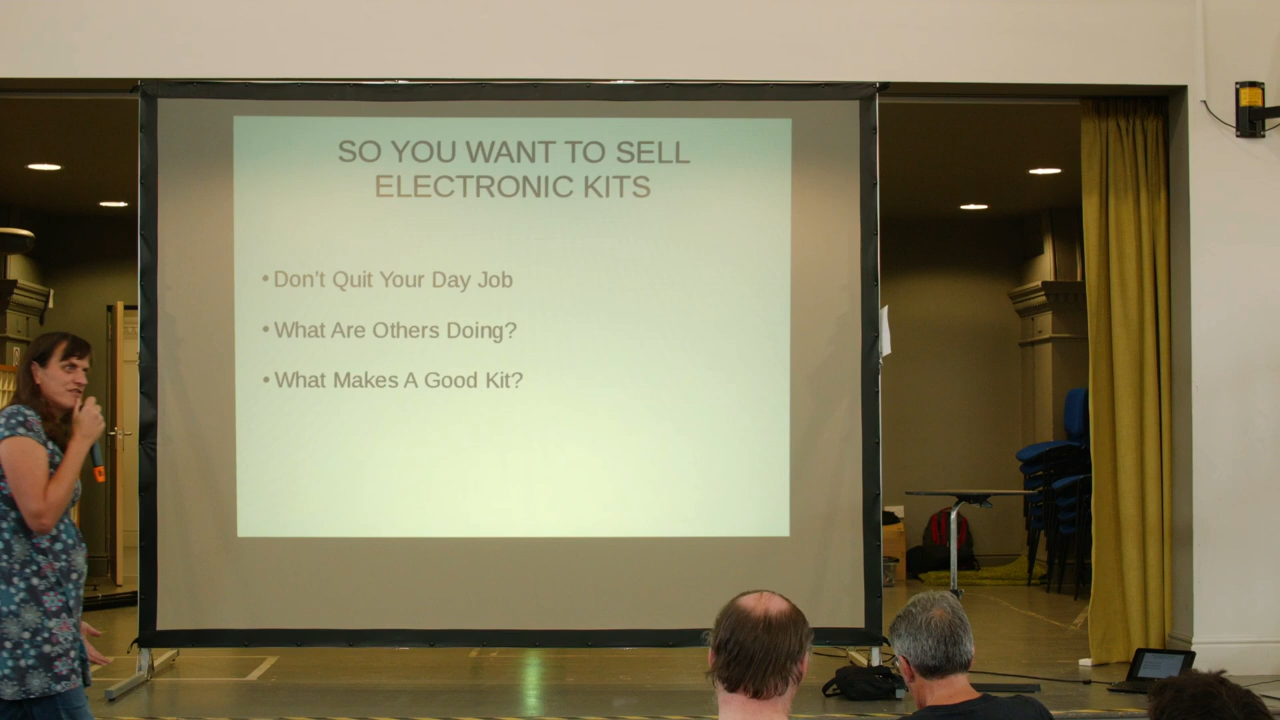 SO YOU WANT TO SELL
ELECTRONIC KITS
• Don't Quit Your Day Job
• What Are Others Doing?
• What Makes A Good Kit?